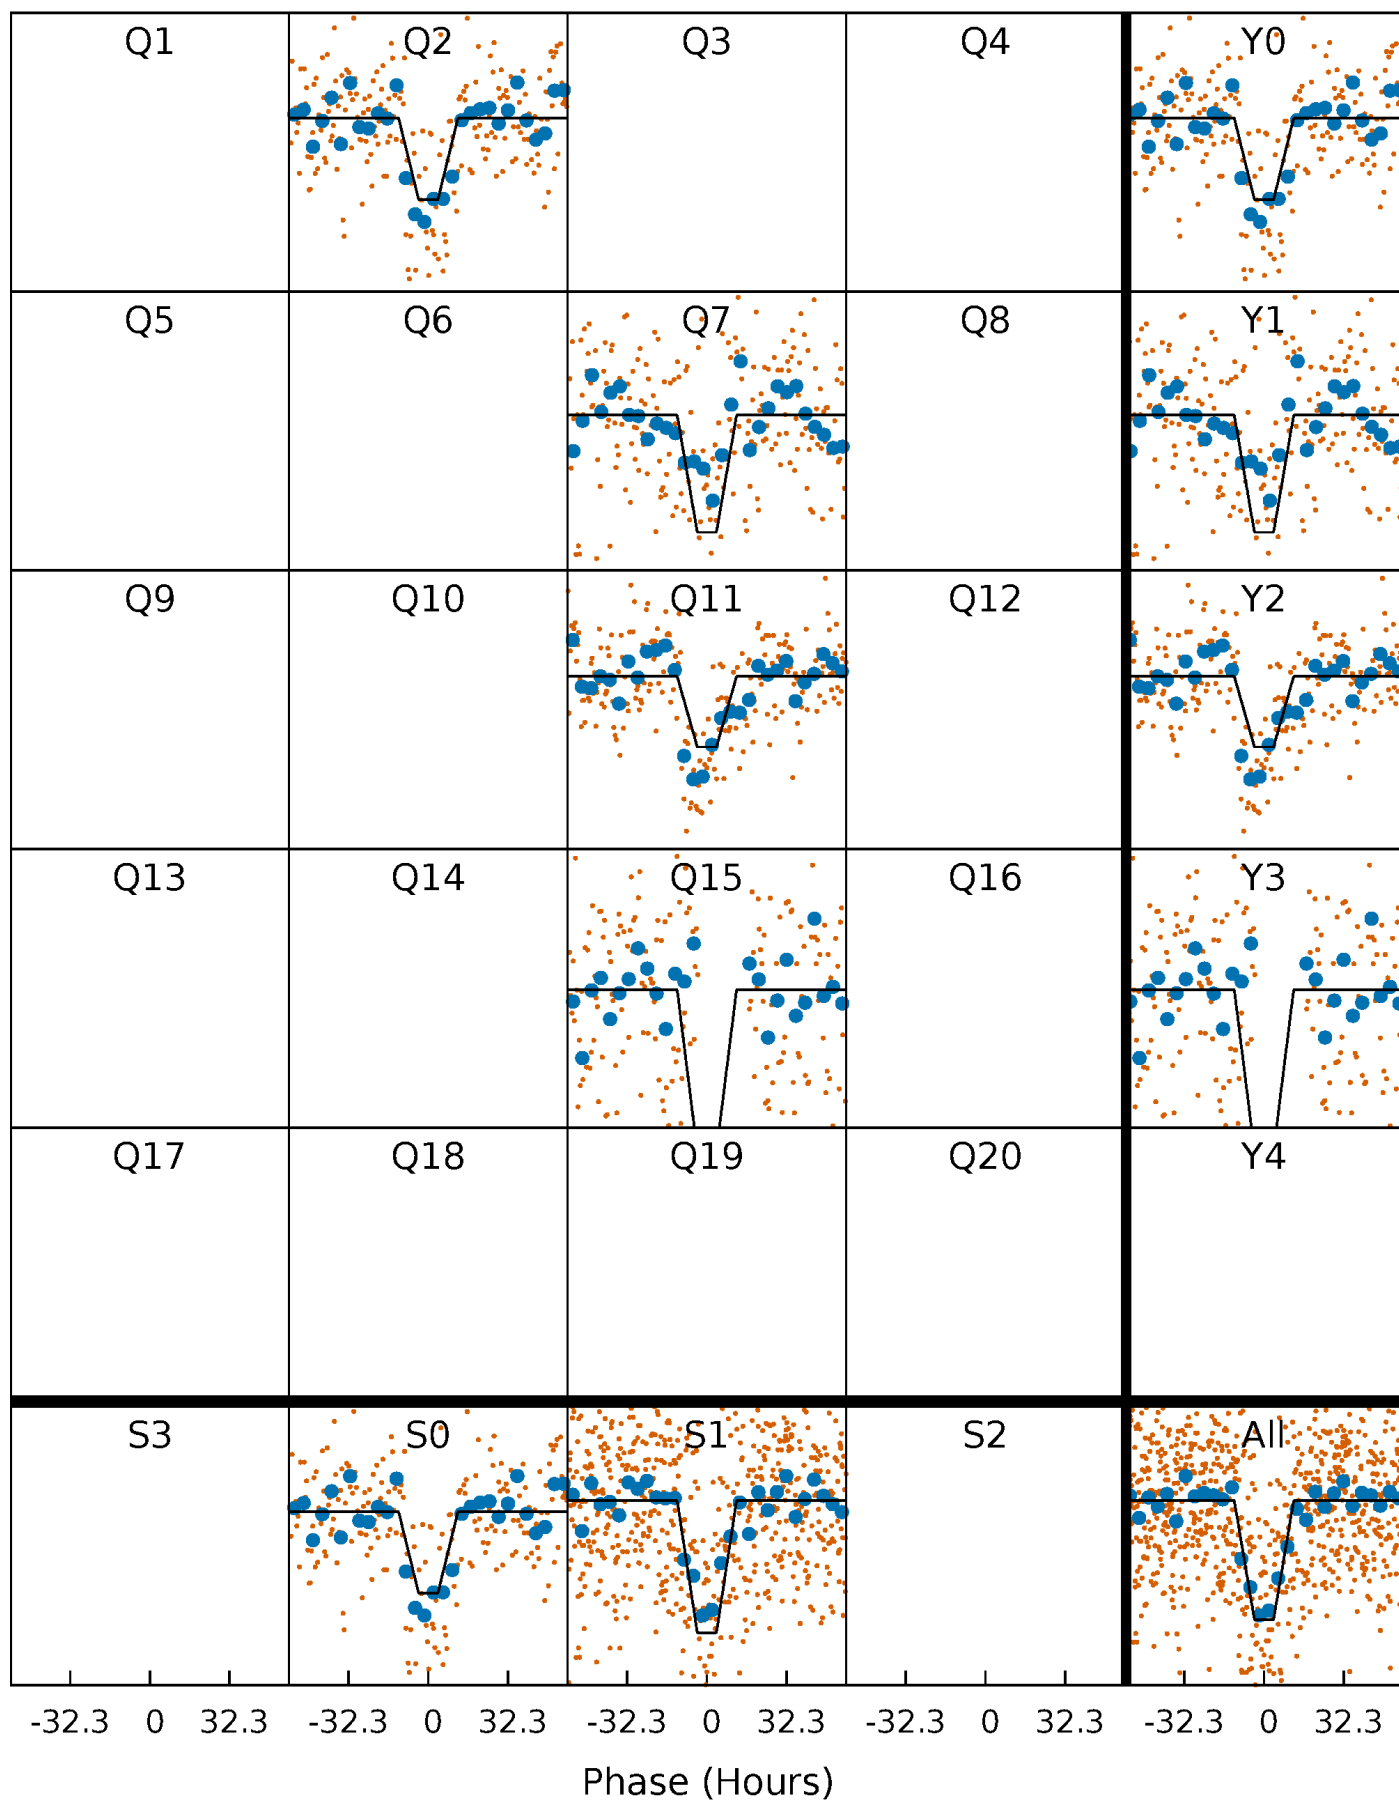 Q1 Q2 Q3 Q4 Y0
Q5 Q6 Q7 Q8 Y1
Q9 Q10 Q11 Q12 Y2
Q13 Q14 Q15 Q16 Y3
Q17 Q18 Q19 Q20 Y4
S3 S0 S1 S2 All
-32.3 0 32.3 -32.3 0 32.3 -32.3 0 32.3 -32.3 0 32.3 -32.3 0 32.3
Phase (Hours)